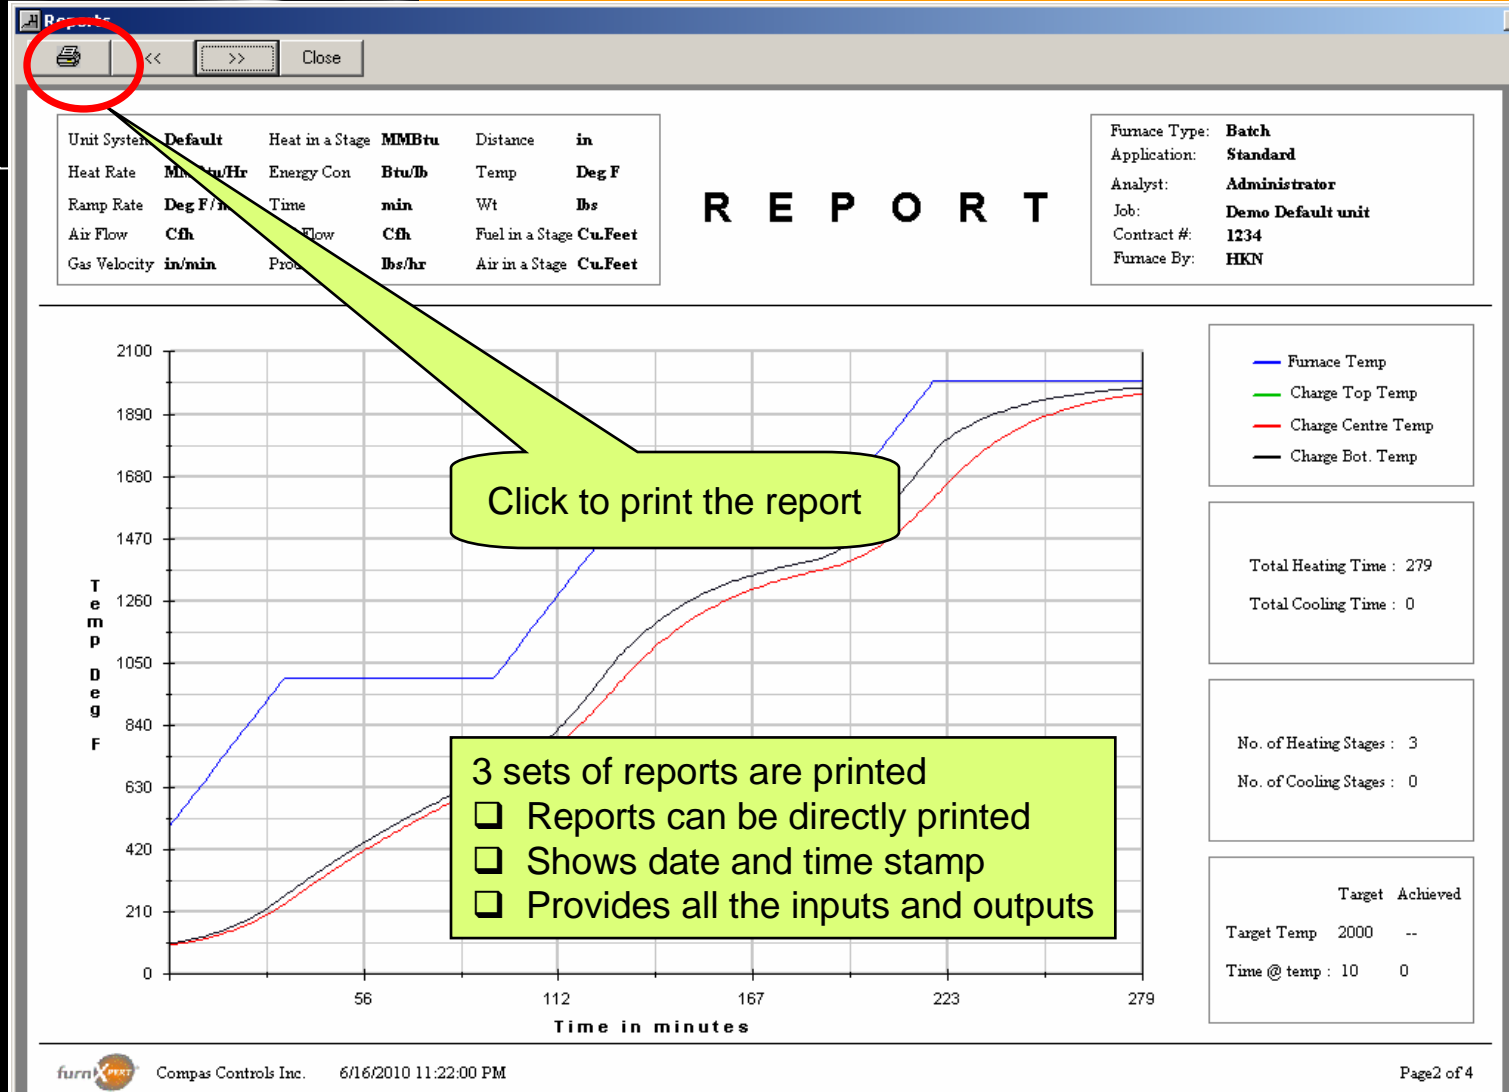 Reports
<<
>>
Close
Unit System Default Heat in a Stage MMBtu Distance in
Heat Rate Energy Con Btu/lb Temp Deg F
Ramp Rate Deg F/ Time min Wt lbs
Air Flow Cfh Flow Cfh Fuel in a Stage Cu.Feet
Gas Velocity in/min lbs/hr Air in a Stage Cu.Feet
REPORT
Furnace Type: Batch
Application: Standard
Analyst: Administrator
Job: Demo Default unit
Contract #: 1234
Furnace By: HKN
2100
1890
1680
1470
1260
1050
840
630
420
210
0
Temp Deg F
56 112 167 223 279
Time in minutes
Click to print the report
3 sets of reports are printed
❑ Reports can be directly printed
❑ Shows date and time stamp
❑ Provides all the inputs and outputs
Furnace Temp
Charge Top Temp
Charge Centre Temp
Charge Bot. Temp
Total Heating Time : 279
Total Cooling Time : 0
No. of Heating Stages : 3
No. of Cooling Stages : 0
Target Achieved
Target Temp 2000 --
Time @ temp : 10 0
furnXPERT Compas Controls Inc. 6/16/2010 11:22:00 PM
Page2 of 4